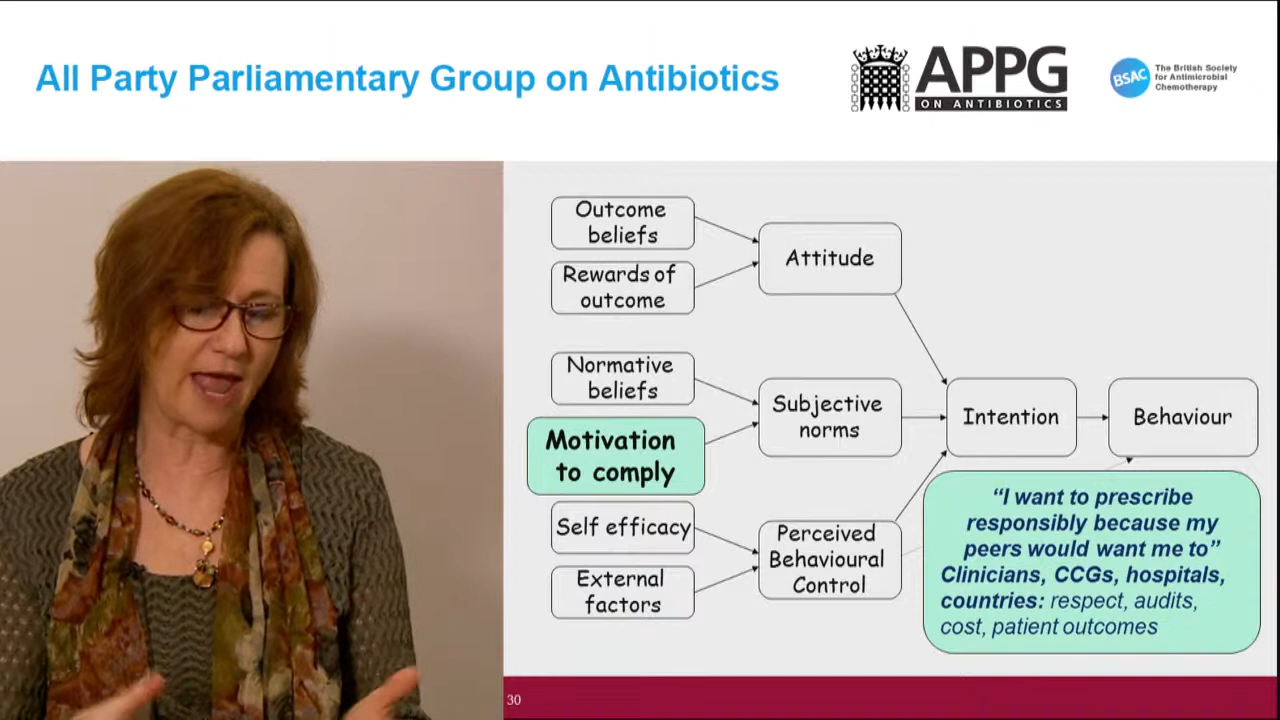 All Party Parliamentary Group on Antibiotics
APPG
ON ANTIBIOTICS
BSAC
The British Society
for Antimicrobial
Chemotherapy
Outcome
beliefs
Rewards of
outcome
Attitude
Normative
beliefs
Motivation
to comply
Subjective
norms
Intention
Behaviour
Self efficacy
External
factors
Perceived
Behavioural
Control
“I want to prescribe
responsibly because my
peers would want me to”
Clinicians, CCGs, hospitals,
countries: respect, audits,
cost, patient outcomes
30